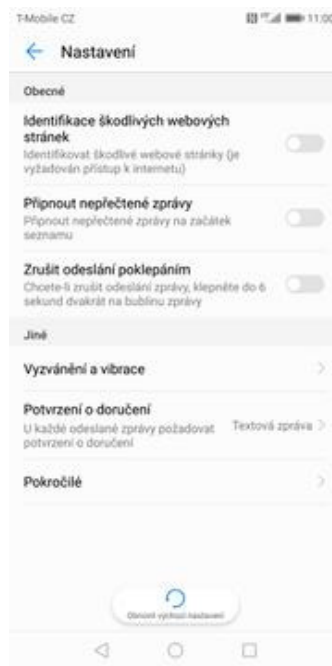 T-Mobile CZ
11:00
Nastavení
Obecné
Identifikace škodlivých webových
stránek
Identifikovat škodlivé webové stránky (je
vyžadován přístup k internetu)
Připnout nepřečtené zprávy
Připnout nepřečtené zprávy na začátek
seznamu
Zrušit odeslání poklepáním
Chcete-li zrušit odeslání zprávy, klepněte do 6
sekund dvakrát na bublinu zprávy
Jiné
Vyzvánění a vibrace
Potvrzení o doručení
U každé odeslané zprávy požadovat
potvrzení o doručení
Textová zpráva
Pokročilé
Obnovit výchozí nastavení